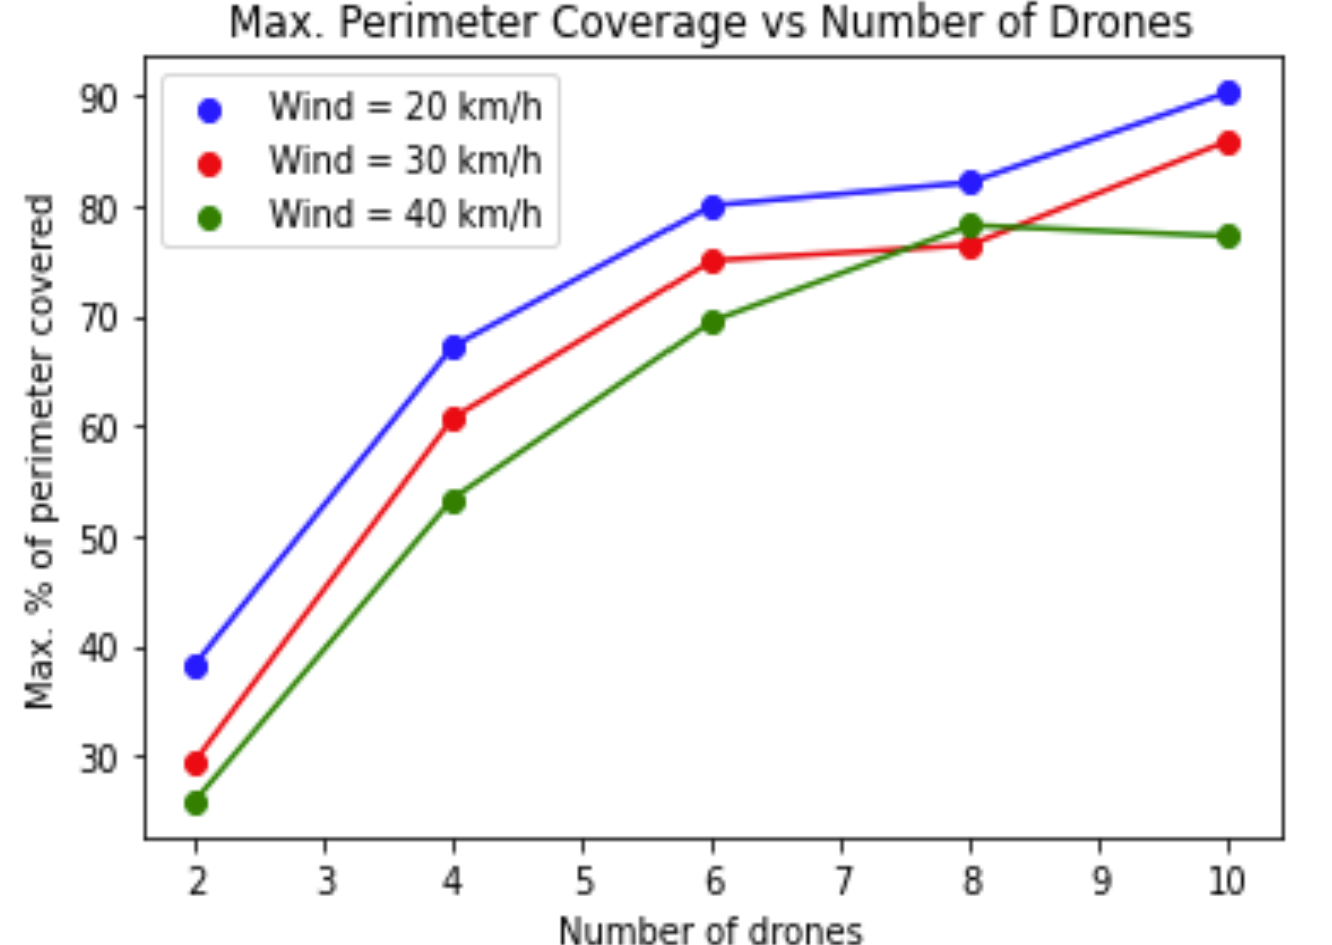 Max. Perimeter Coverage vs Number of Drones
Wind = 20 km/h
Wind = 30 km/h
Wind = 40 km/h
Max. % of perimeter covered
90
80
70
60
50
40
30
2 3 4 5 6 7 8 9 10
Number of drones